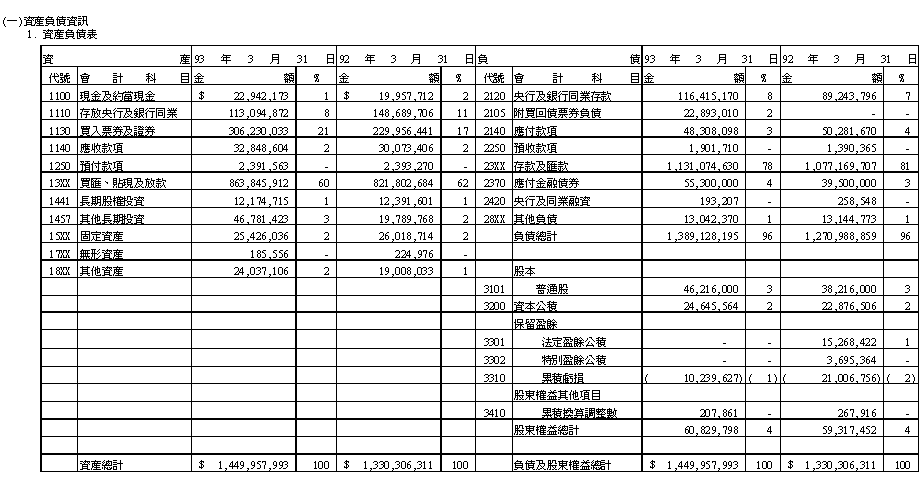 (一)資產負債資訊
1. 資產負債表
資 產 93 年 3 月 31 日 92 年 3 月 31 日 負 債 93 年 3 月 31 日 92 年 3 月 31 日
代號 會 計 科 目 金 額 % 金 額 % 代號 會 計 科 目 金 額 % 金 額 %
1100 現金及約當現金 $ 22,942,173 1 $ 19,957,712 2 2120 央行及銀行同業存款 116,415,170 8 89,243,796 7
1110 存放央行及銀行同業 113,094,872 8 148,689,706 11 2105 附買回債票券負債 22,893,010 2 - -
1130 買入票券及證券 306,230,033 21 229,956,441 17 2140 應付款項 48,308,098 3 50,281,670 4
1140 應收款項 32,848,604 2 30,073,406 2 2250 預收款項 1,901,710 - 1,390,365 -
1250 預付款項 2,391,563 - 2,393,270 - 23XX 存款及匯款 1,131,074,630 78 1,077,169,707 81
13XX 買匯、貼現及放款 863,845,912 60 821,802,684 62 2370 應付金融債券 55,300,000 4 39,500,000 3
1441 長期股權投資 12,174,715 1 12,391,601 1 2420 央行及同業融資 193,207 - 258,548 -
1457 其他長期投資 46,781,423 3 19,789,768 2 28XX 其他負債 13,042,370 1 13,144,773 1
15XX 固定資產 25,426,036 2 26,018,714 2 負債總計 1,389,128,195 96 1,270,988,859 96
17XX 無形資產 185,556 - 224,976 -
18XX 其他資產 24,037,106 2 19,008,033 1 股本
3101 普通股 46,216,000 3 38,216,000 3
3200 資本公積 24,645,564 2 22,876,506 2
保留盈餘
3301 法定盈餘公積 - - 15,268,422 1
3302 特別盈餘公積 - - 3,695,364 -
3310 累積虧損 ( 10,239,627) ( 1) ( 21,006,756) ( 2)
股東權益其他項目
3410 累積換算調整數 207,861 - 267,916 -
股東權益總計 60,829,798 4 59,317,452 4
資產總計 $ 1,449,957,993 100 $ 1,330,306,311 100 負債及股東權益總計 $ 1,449,957,993 100 $ 1,330,306,311 100